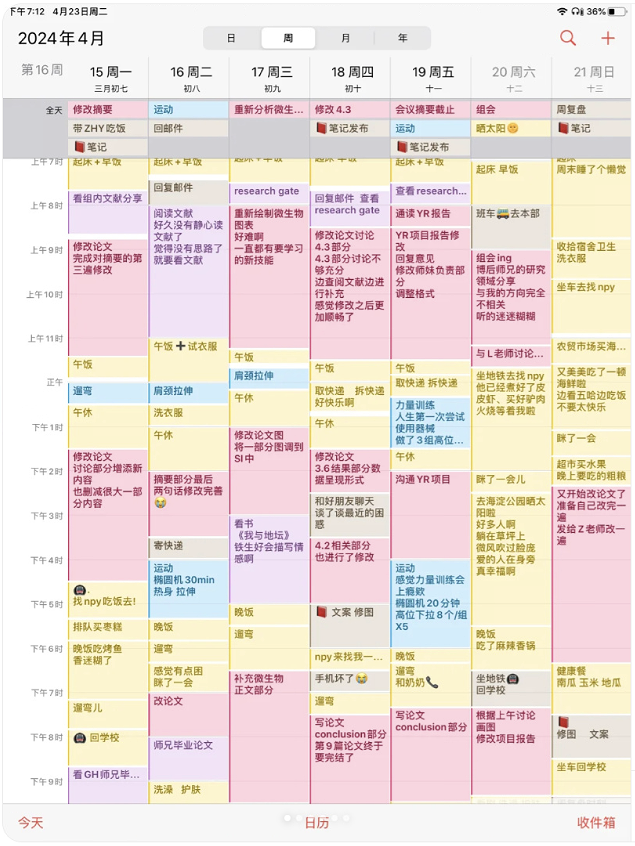 下午7:12 4月23日周二
36%
2024年4月
日 周 月 年
第16周
15 周一
三月初七
16 周二
初八
17 周三
初九
18 周四
初十
19 周五
十一
20 周六
十二
21 周日
十三
全天
修改摘要
带ZHY吃饭
笔记
运动
回邮件
重新分析微生...
修改4.3
笔记发布
会议摘要截止
运动
笔记发布
组会
晒太阳
周复盘
笔记
上午7时
上午8时
上午9时
上午10时
上午11时
正午
下午1时
下午2时
下午3时
下午4时
下午5时
下午6时
下午7时
下午8时
下午9时
起床+早饭
看组内文献分享
修改论文
完成对摘要的第
三遍修改
午饭
遛弯
午休
修改论文
讨论部分增添新
内容
也删减很大一部
分内容
找npy吃饭去!
排队买枣糕
晚饭吃烤鱼
香迷糊了
遛弯儿
回学校
看GH师兄毕...
起床+早饭
回复邮件
阅读文献
好久没有静心读
文献了
觉得没有思路了
就要看文献
午饭➕试衣服
肩颈拉伸
洗衣服
午休
摘要部分最后
两句话修改完善
寄快递
运动
椭圆机30min
热身 拉伸
晚饭
遛弯
感觉有点困
眯了一会
改论文
师兄毕业论文
洗澡 护肤
起床+早饭
research gate
重新绘制微生物
图表
好难啊
一直都有要学习
的新技能
午饭
肩颈拉伸
午休
修改论文图
将一部分图调到
SI中
看书
《我与地坛》
铁生好会描写情
感啊
晚饭
遛弯
补充微生物
正文部分
起床+早饭
回复邮件 查看
research gate
修改论文讨论
4.3部分
4.3部分讨论不
够充分
边查阅文献边进
行补充
感觉修改之后更
加顺畅了
午饭
取快递 拆快递
好快乐啊
午休
修改论文
3.6结果部分数
据呈现形式
和好朋友聊天
谈了谈最近的困
惑
4.2相关部分
也进行了修改
文案 修图
npy来找我一...
手机坏了
遛弯
写论文
conclusion部分
第9篇论文终于
要完结了
起床+早饭
查看research...
通读YR报告
YR项目报告修
改
回复意见
修改师妹负责部
分
调整格式
午饭
取快递 拆快递
力量训练
人生第一次尝试
使用器械
做了3组高位...
午休
沟通YR项目
运动
感觉力量训练会
上瘾欸
椭圆机20分钟
高位下拉8个/组
X5
晚饭
遛弯
和奶奶
写论文
conclusion部分
起床 早饭
班车去本部
组会ing
博后师兄的研究
领域分享
与我的方向完全
不相关
听的迷迷糊糊
与L老师讨论...
坐地铁去找npy
他已经煮好了皮
皮虾、买好驴肉
火烧等着我啦
眯了一会儿
去海淀公园晒太
阳啦
好多人啊
躺在草坪上
微风吹过脸庞
爱的人在身旁
真幸福啊
晚饭
吃了麻辣香锅
坐地铁
回学校
根据上午讨论
画图
修改项目报告
起床
周末睡了个懒觉
收拾宿舍卫生
洗衣服
坐车去找npy
农贸市场买海...
又美美吃了一顿
海鲜啦
边看五哈边吃饭
不要太快乐
眯了一会
超市买水果
晚上要吃的粗粮
又开始改论文了
准备自己改完一
遍
发给Z老师改一
遍
健康餐
南瓜 玉米 地瓜
修图 文案
坐车回学校
今天 日历 收件箱